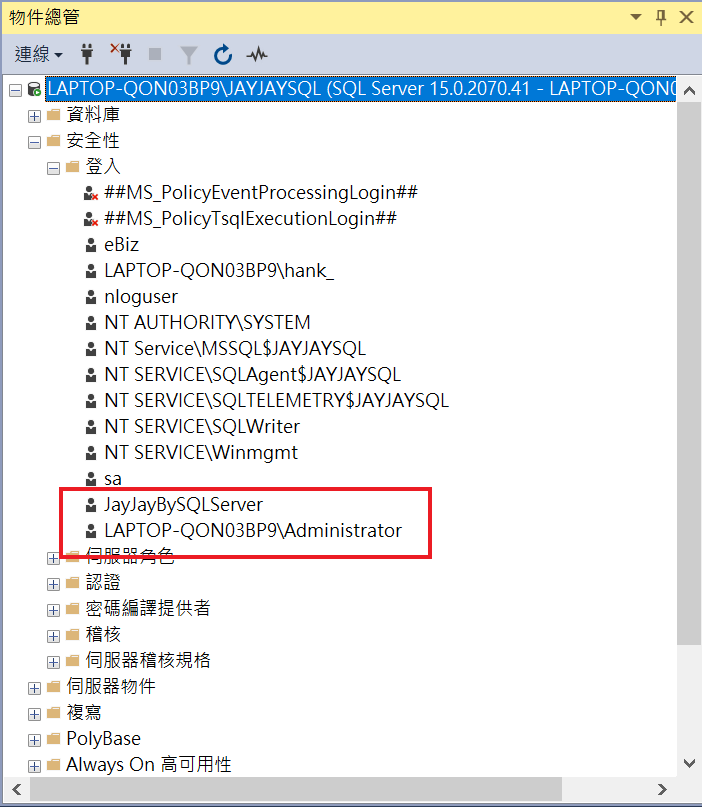 物件總管
連線
LAPTOP-QON03BP9\JAYJAYSQL (SQL Server 15.0.2070.41 - LAPTOP-QON0
資料庫
安全性
登入
##MS_PolicyEventProcessingLogin##
##MS_PolicyTsqlExecutionLogin##
eBiz
LAPTOP-QON03BP9\hank_
nloguser
NT AUTHORITY\SYSTEM
NT Service\MSSQL$JAYJAYSQL
NT SERVICE\SQLAgent$JAYJAYSQL
NT SERVICE\SQLTELEMETRY$JAYJAYSQL
NT SERVICE\SQLWriter
NT SERVICE\Winmgmt
sa
JayJayBySQLServer
LAPTOP-QON03BP9\Administrator
伺服器角色
認證
密碼編譯提供者
稽核
伺服器稽核規格
伺服器物件
複寫
PolyBase
Always On 高可用性